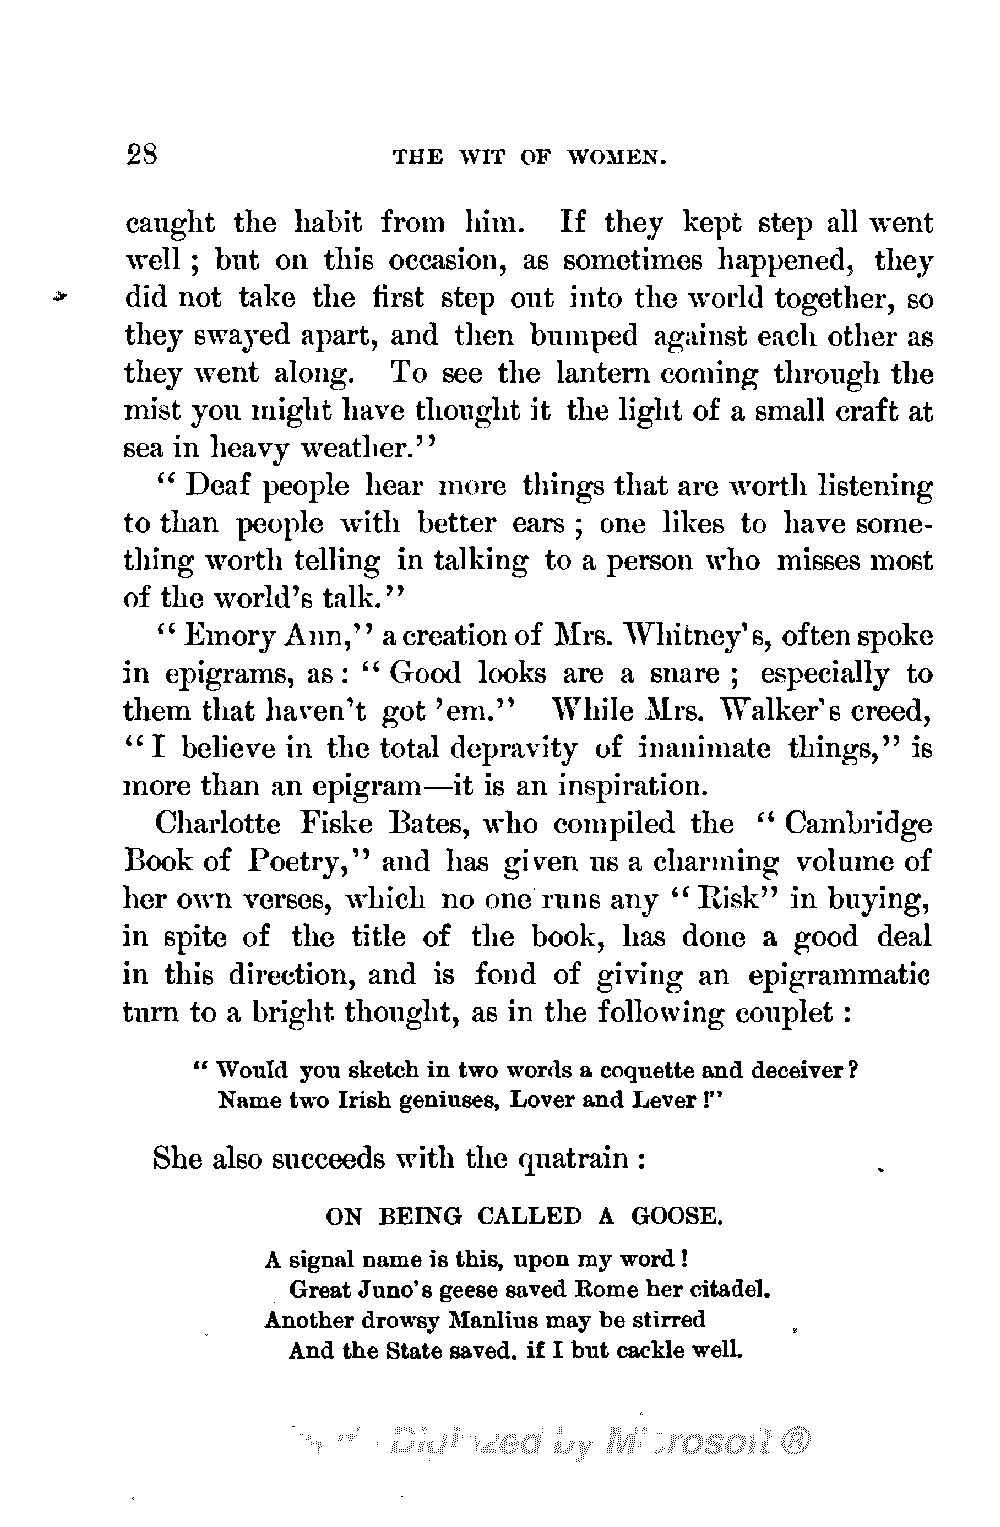 28 THE WIT OF WOMEN.
caught the habit from him. If they kept step all went
well ; but on this occasion, as sometimes happened, they
did not take the first step out into the world together, so
they swayed apart, and then bumped against each other as
they went along. To see the lantern coming through the
mist you might have thought it the light of a small craft at
sea in heavy weather.”
“ Deaf people hear more things that are worth listening
to than people with better ears ; one likes to have some-
thing worth telling in talking to a person who misses most
of the world’s talk.”
“ Emory Ann,” a creation of Mrs. Whitney’s, often spoke
in epigrams, as : “ Good looks are a snare ; especially to
them that haven’t got ’em.” While Mrs. Walker’s creed,
“ I believe in the total depravity of inanimate things,” is
more than an epigram—it is an inspiration.
Charlotte Fiske Bates, who compiled the “ Cambridge
Book of Poetry,” and has given us a charming volume of
her own verses, which no one runs any “ Risk” in buying,
in spite of the title of the book, has done a good deal
in this direction, and is fond of giving an epigrammatic
turn to a bright thought, as in the following couplet :
“ Would you sketch in two words a coquette and deceiver ?
Name two Irish geniuses, Lover and Lever !”
She also succeeds with the quatrain :
ON BEING CALLED A GOOSE.
A signal name is this, upon my word !
Great Juno’s geese saved Rome her citadel.
Another drowsy Manlius may be stirred
And the State saved, if I but cackle well.
Digitized by Microsoft ®